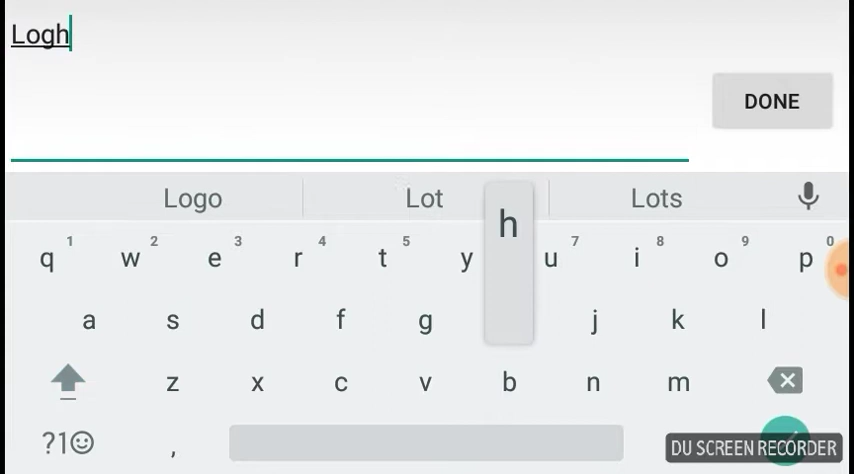 Logh
DONE
Logo Lot Lots
h
1 2 3 4 5 7 8 9 0
q w e r t y u i o p
a s d f g j k l
z x c v b n m
?1 ,
DU SCREEN RECORDER